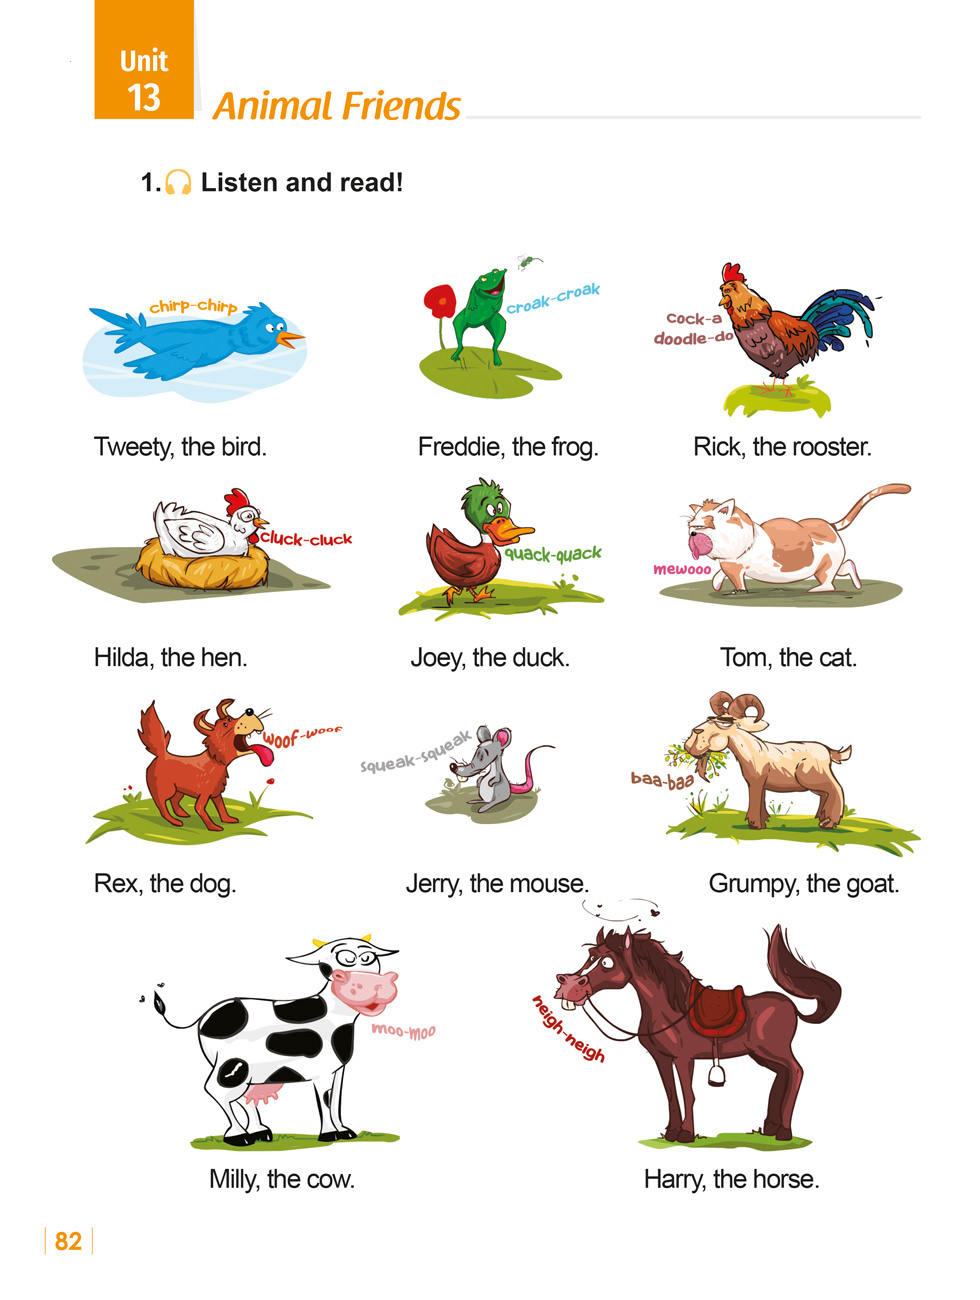 Unit
13
Animal Friends
1. Listen and read!
chirp-chirp
croak-croak
cock-a
doodle-do
Tweety, the bird.
Freddie, the frog.
Rick, the rooster.
cluck-cluck
quack-quack
mewooo
Hilda, the hen.
Joey, the duck.
Tom, the cat.
woof-woof
squeak-squeak
baa-baa
Rex, the dog.
Jerry, the mouse.
Grumpy, the goat.
moo-moo
neigh-neigh
Milly, the cow.
Harry, the horse.
82